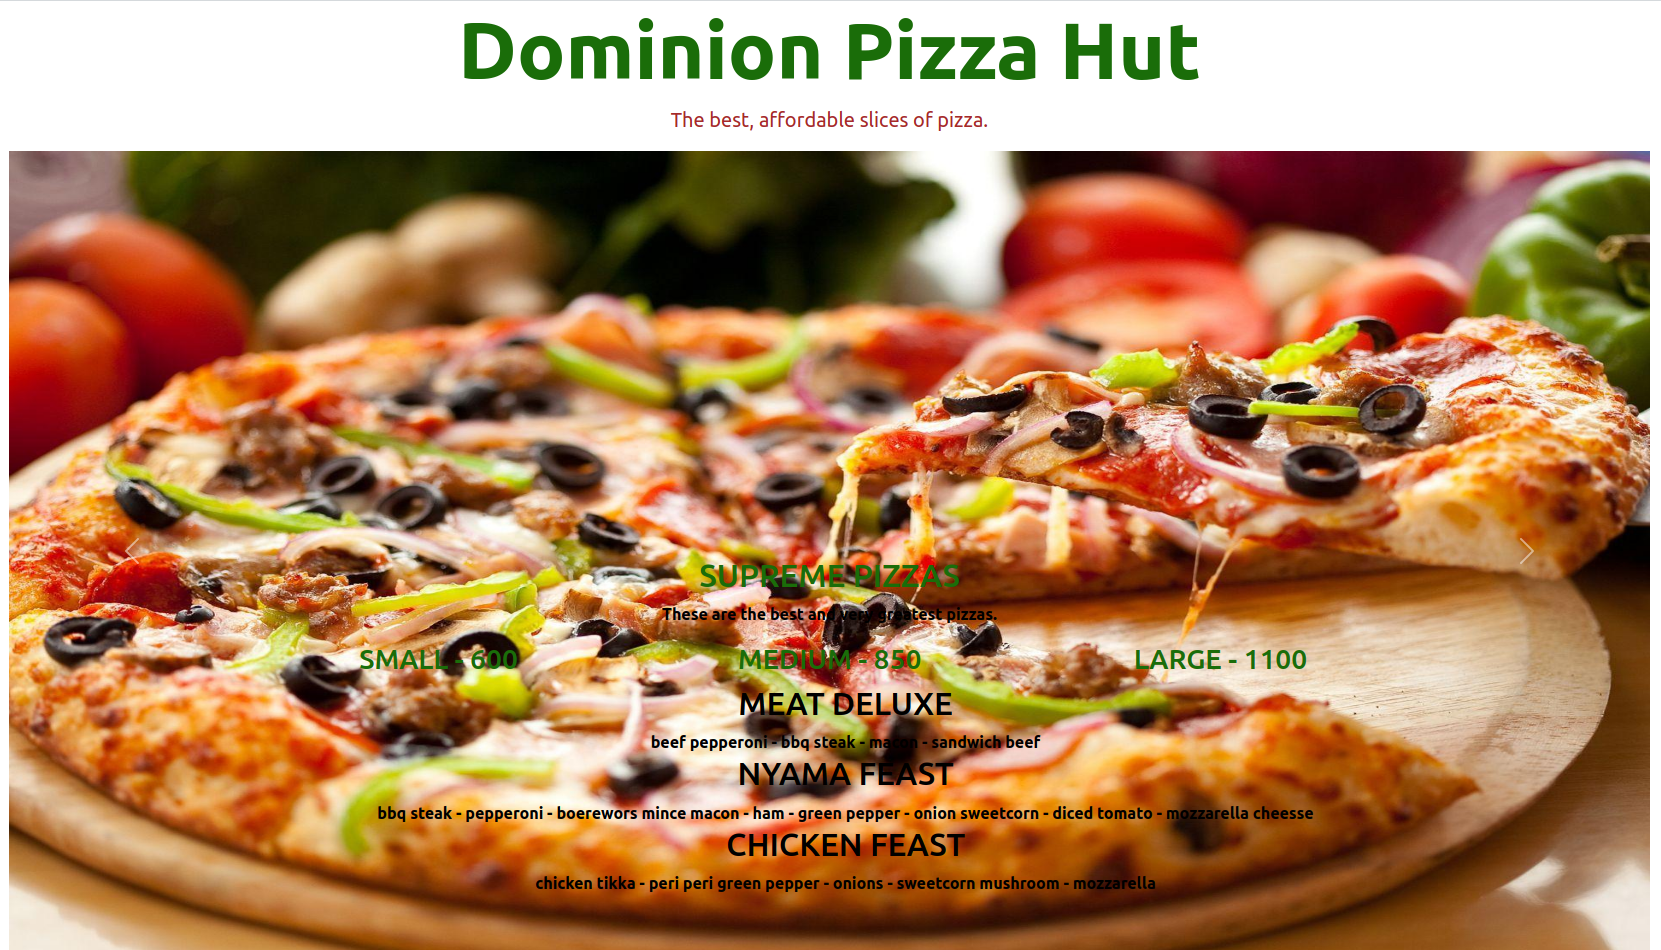 Dominion Pizza Hut
The best, affordable slices of pizza.
SUPREME PIZZAS
These are the best and very greatest pizzas.
SMALL - 600 MEDIUM - 850 LARGE - 1100
MEAT DELUXE
beef pepperoni - bbq steak - macon - sandwich beef
NYAMA FEAST
bbq steak - pepperoni - boerewors mince macon - ham - green pepper - onion sweetcorn - diced tomato - mozzarella cheesse
CHICKEN FEAST
chicken tikka - peri peri green pepper - onions - sweetcorn mushroom - mozzarella